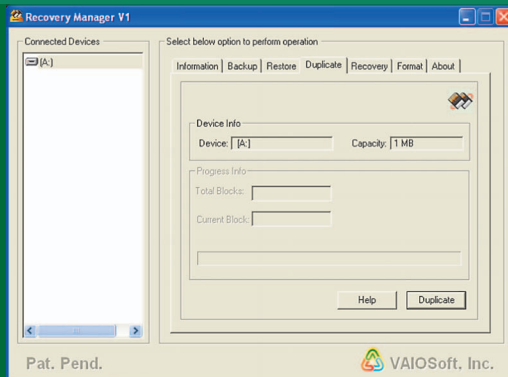 Recovery Manager V1
Connected Devices
[A:]
Select below option to perform operation
Information Backup Restore Duplicate Recovery Format About
Device Info
Device: [A:] Capacity: 1 MB
Progress Info
Total Blocks:
Current Block:
Help Duplicate
Pat. Pend.
VAIOSoft, Inc.